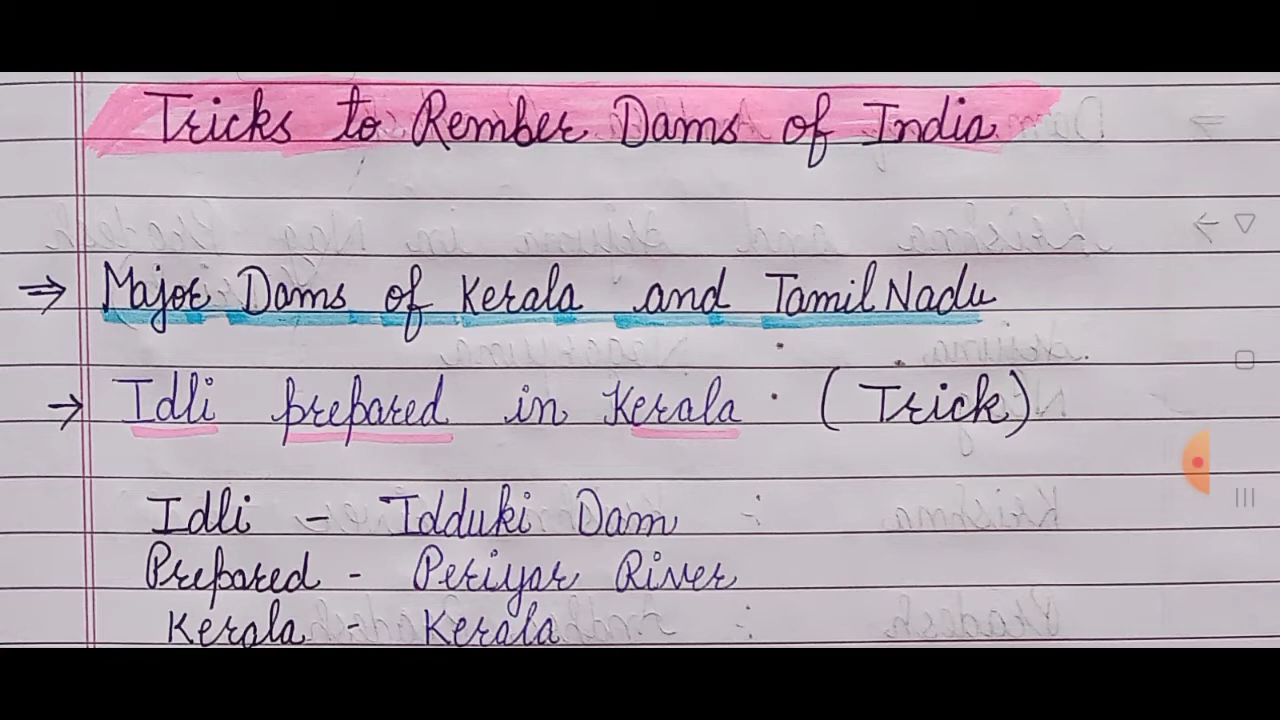 Tricks to Rember Dams of India
⇒ Major Dams of Kerala and Tamil Nadu
→ Idli prepared in Kerala. (Trick)
Idli - Idduki Dam
Prepared - Periyar River
Kerala - Kerala